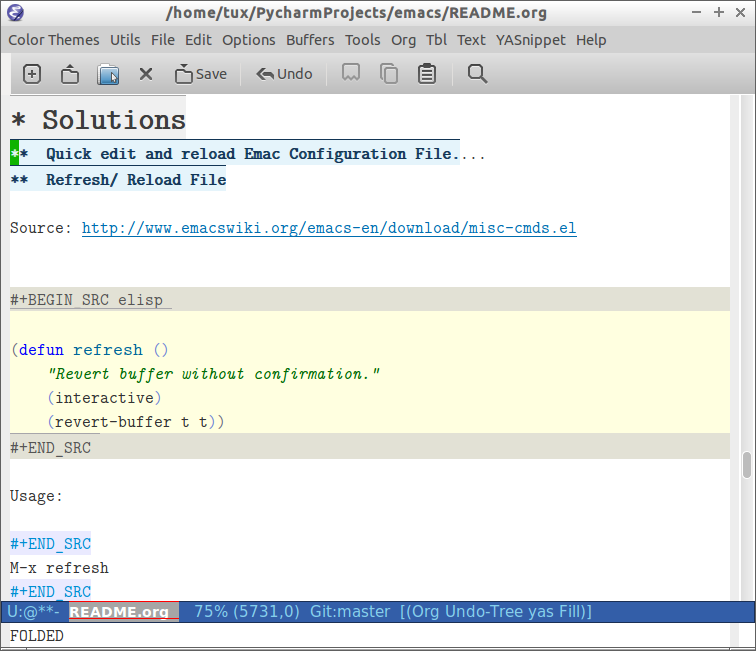 /home/tux/PycharmProjects/emacs/README.org
Color Themes Utils File Edit Options Buffers Tools Org Tbl Text YASnippet Help
Save Undo
* Solutions
**  Quick edit and reload Emac Configuration File....
**  Refresh/ Reload File
Source: http://www.emacswiki.org/emacs-en/download/misc-cmds.el
#+BEGIN_SRC elisp
(defun refresh ()
    "Revert buffer without confirmation."
    (interactive)
    (revert-buffer t t))
#+END_SRC
Usage:
#+END_SRC
M-x refresh
#+END_SRC
U:@**-  README.org   75% (5731,0)  Git:master  [(Org Undo-Tree yas Fill)]
FOLDED